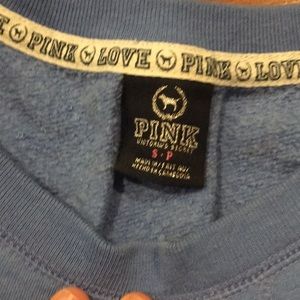 E PINK LOVE PINK LOVE
PINK
VICTORIA'S SECRET
S • P